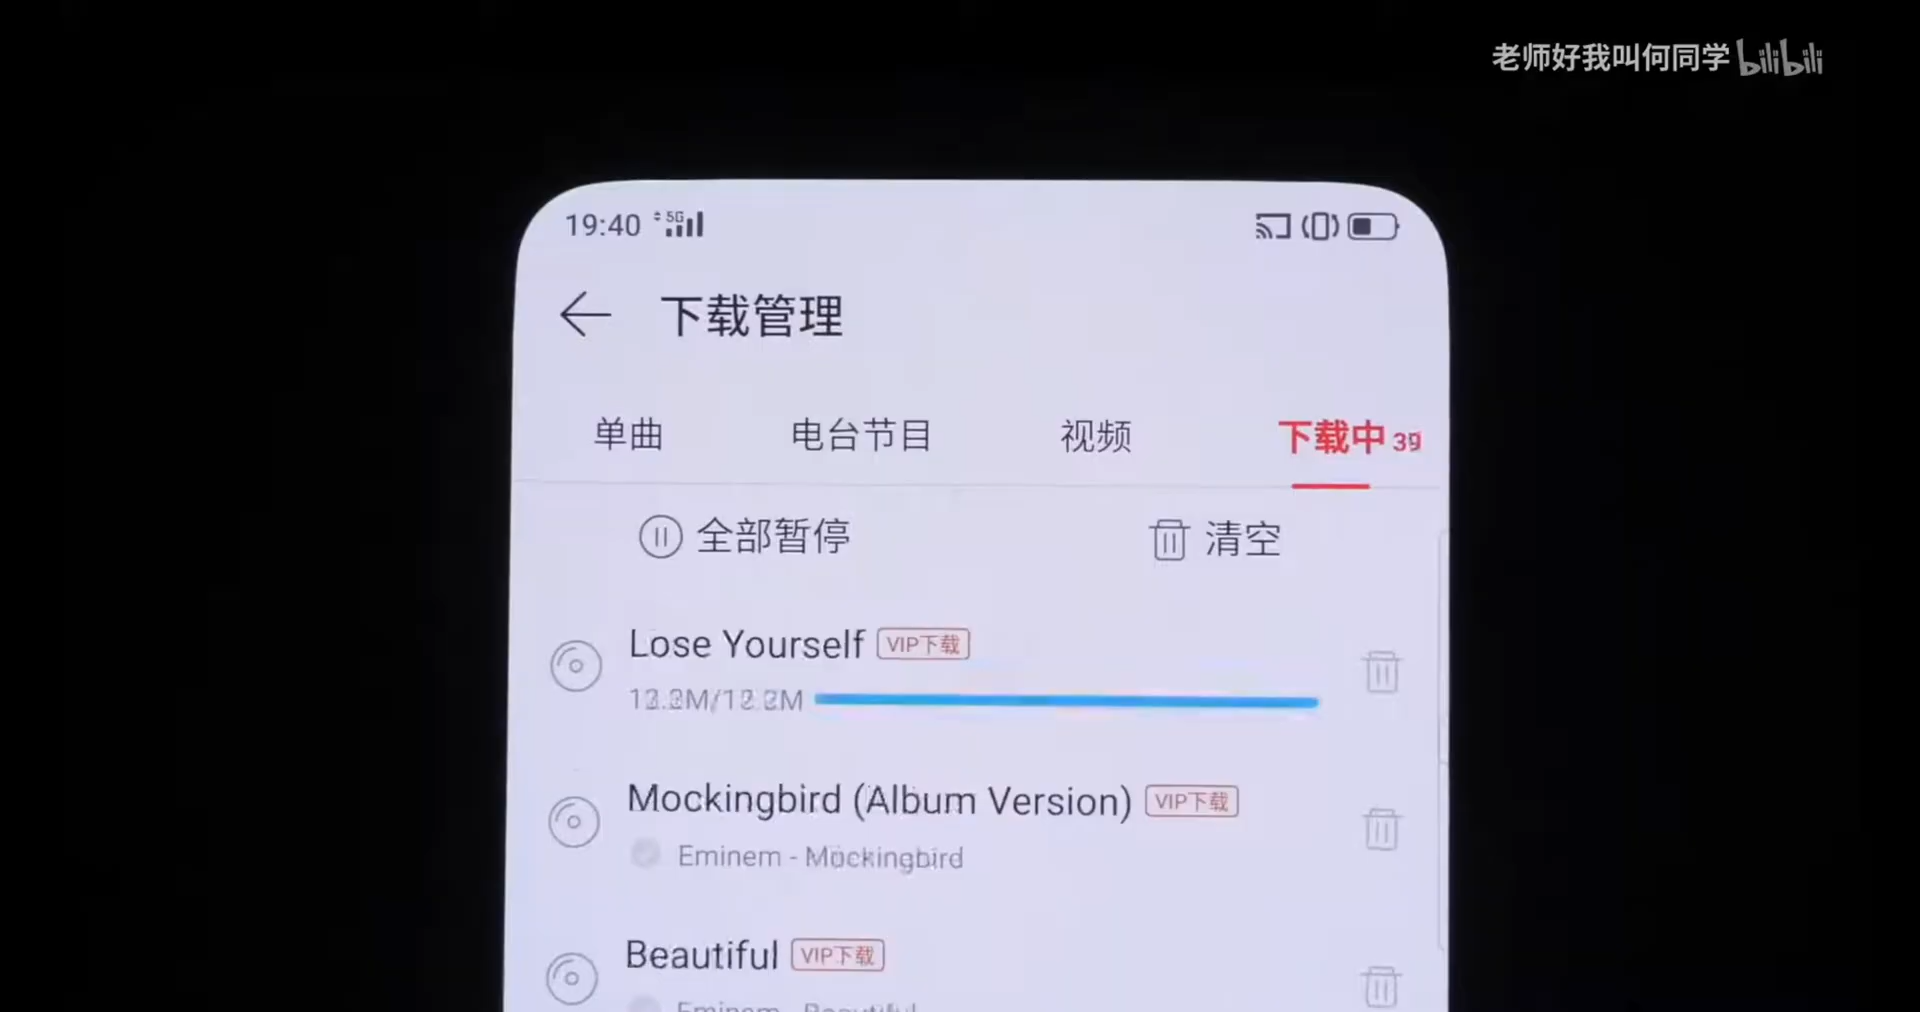 老师好我叫何同学 bilibili
19:40 5G
下载管理
单曲 电台节目 视频 下载中
全部暂停 清空
Lose Yourself VIP下载
Mockingbird (Album Version) VIP下载
Eminem - Mockingbird
Beautiful VIP下载
Eminem - Beautiful